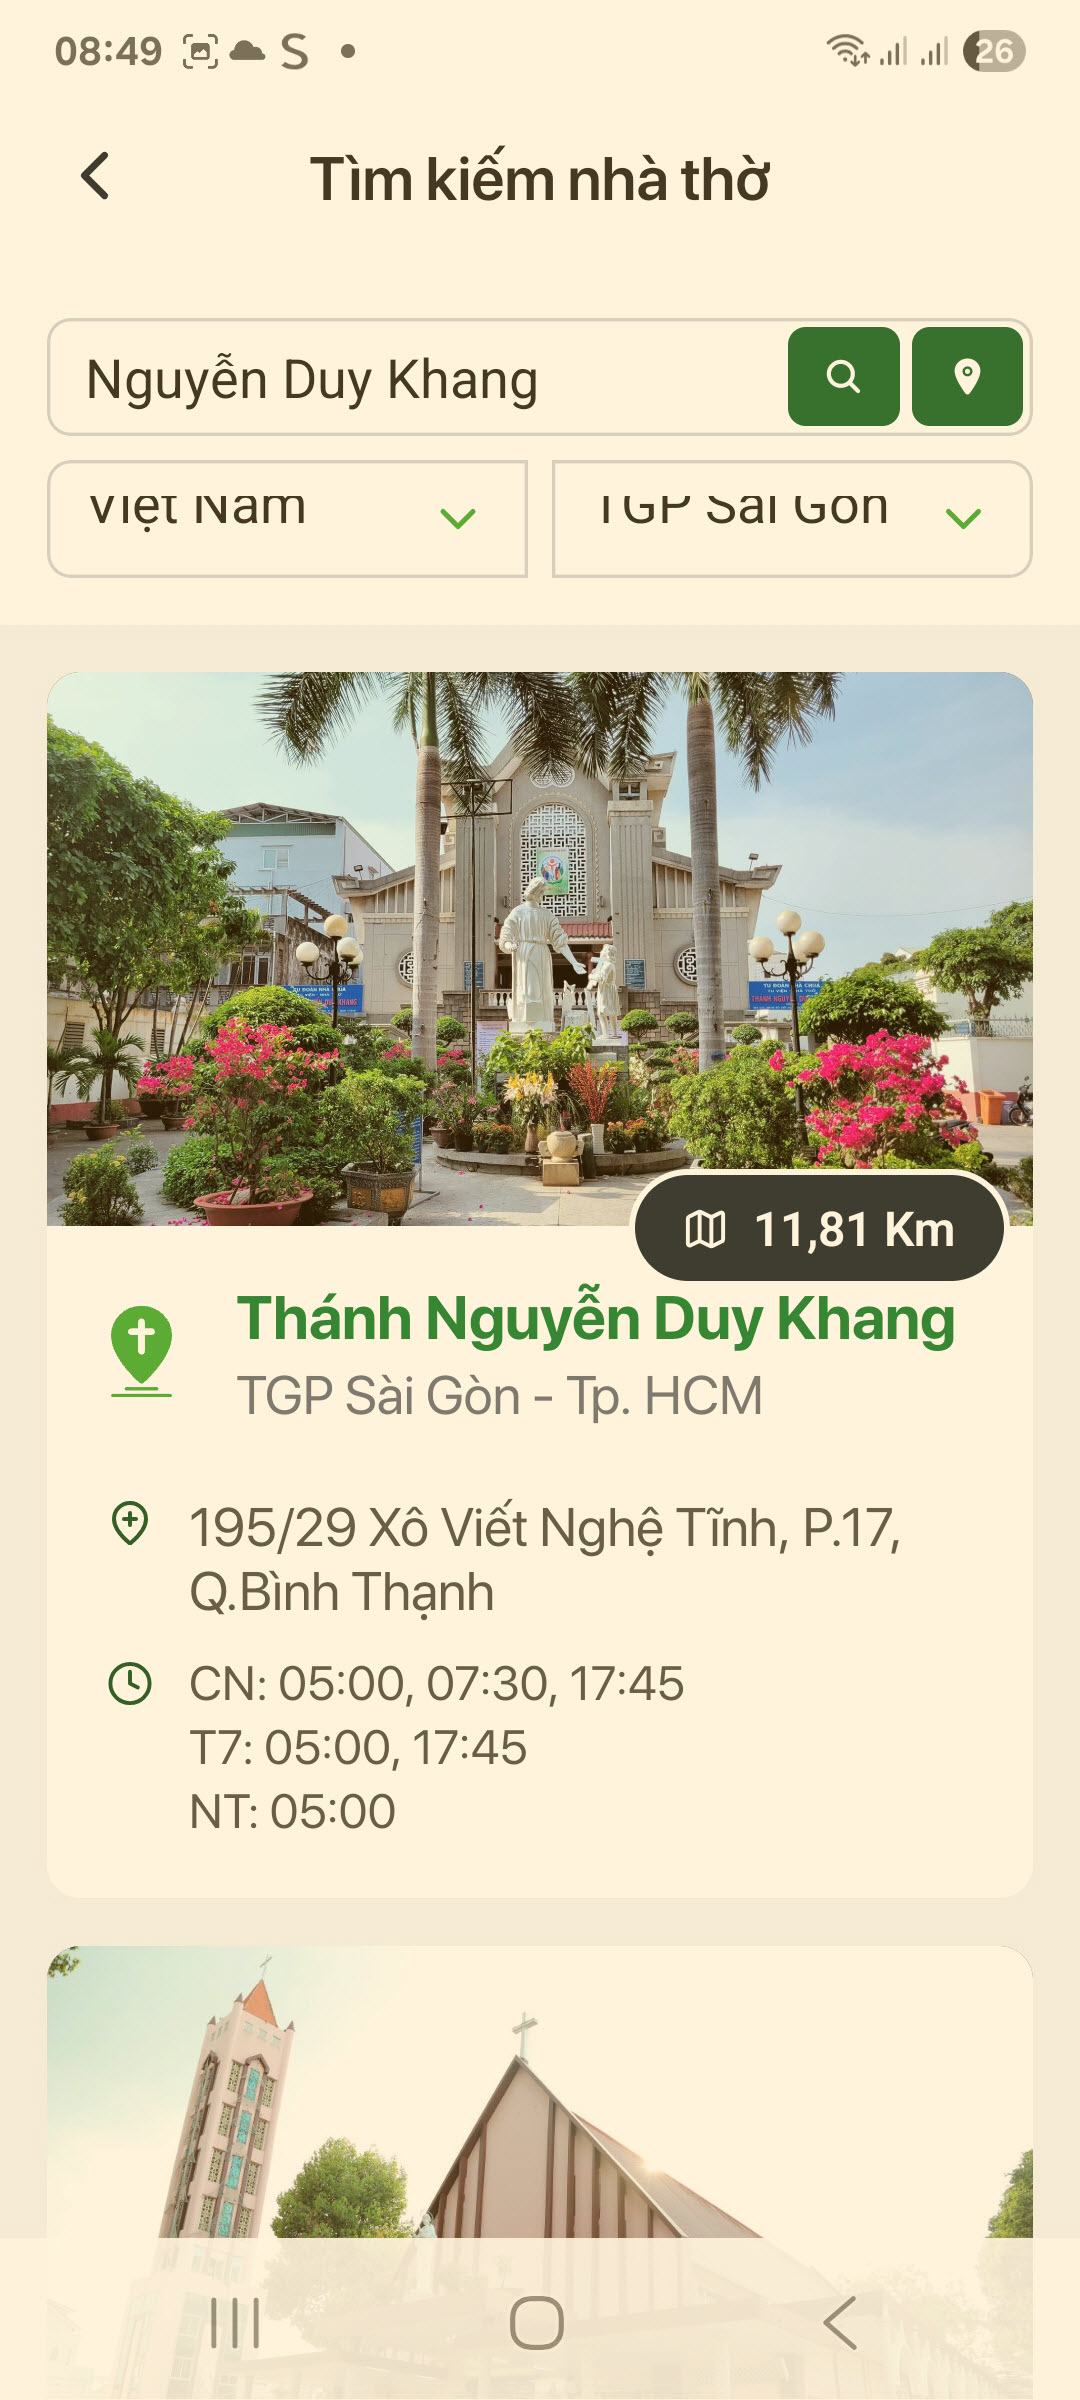 08:49 S
26
Tìm kiếm nhà thờ
Nguyễn Duy Khang
Việt Nam
TGP Sài Gòn
11,81 Km
Thánh Nguyễn Duy Khang
TGP Sài Gòn - Tp. HCM
195/29 Xô Viết Nghệ Tĩnh, P.17,
Q.Bình Thạnh
CN: 05:00, 07:30, 17:45
T7: 05:00, 17:45
NT: 05:00